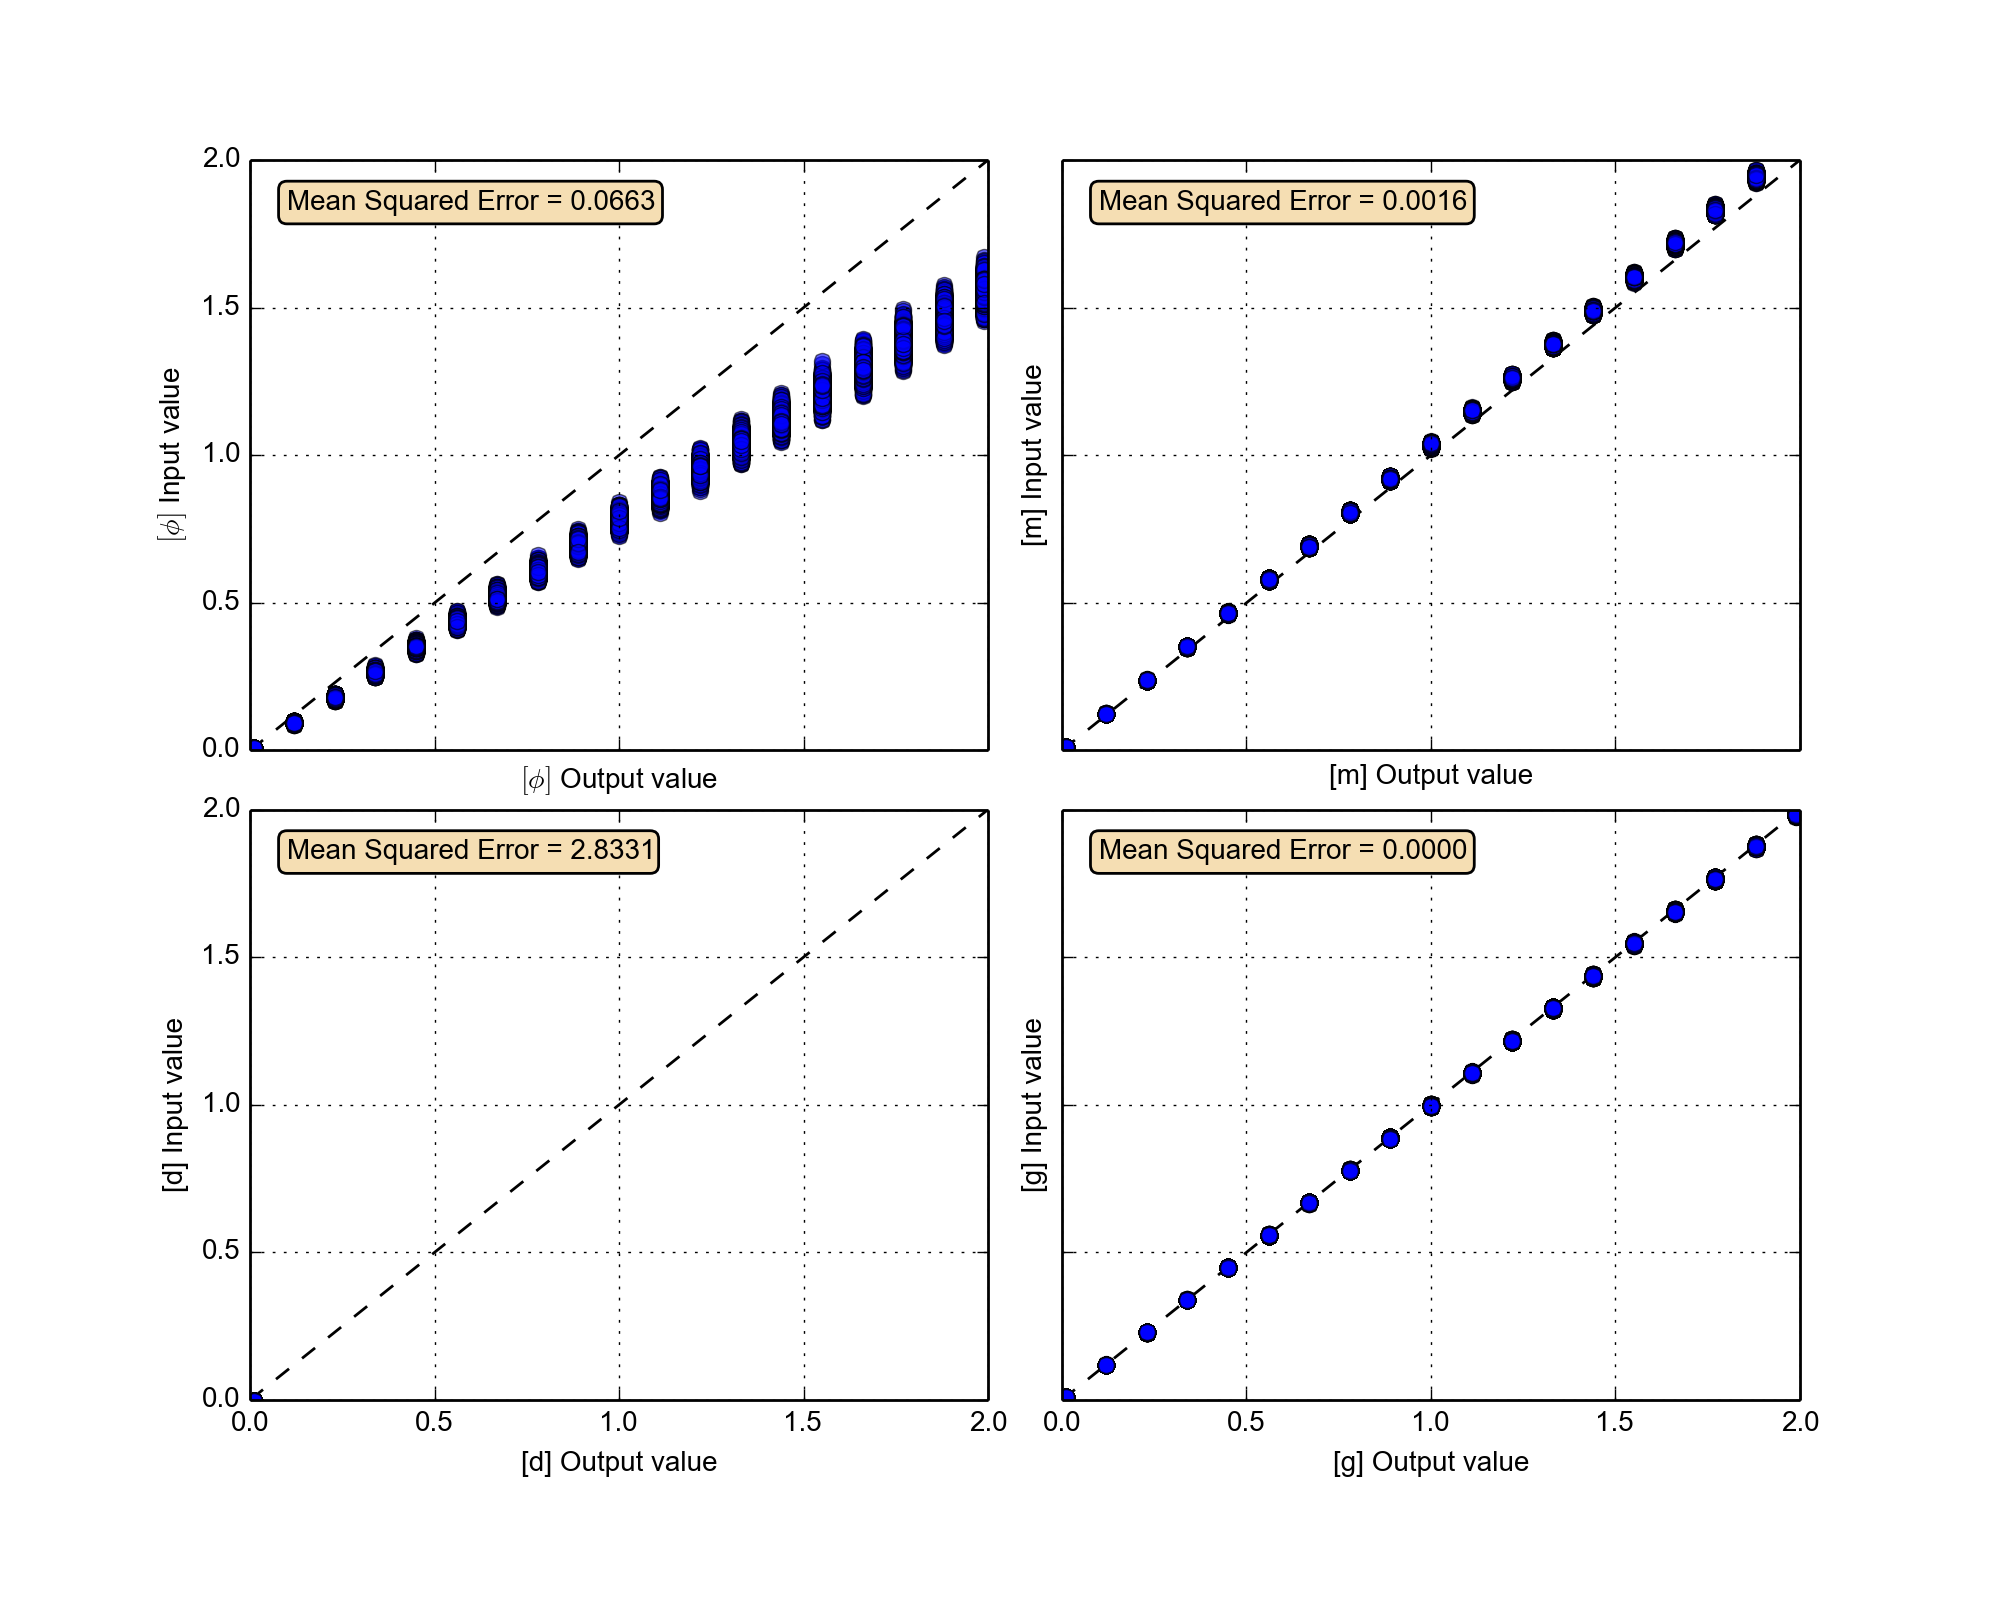 2.0
1.5
1.0
0.5
0.0
[ϕ] Input value
Mean Squared Error = 0.0663
[ϕ] Output value
[m] Input value
Mean Squared Error = 0.0016
[m] Output value
2.0
1.5
1.0
0.5
0.0
[d] Input value
Mean Squared Error = 2.8331
0.0 0.5 1.0 1.5 2.0
[d] Output value
[g] Input value
Mean Squared Error = 0.0000
0.0 0.5 1.0 1.5 2.0
[g] Output value